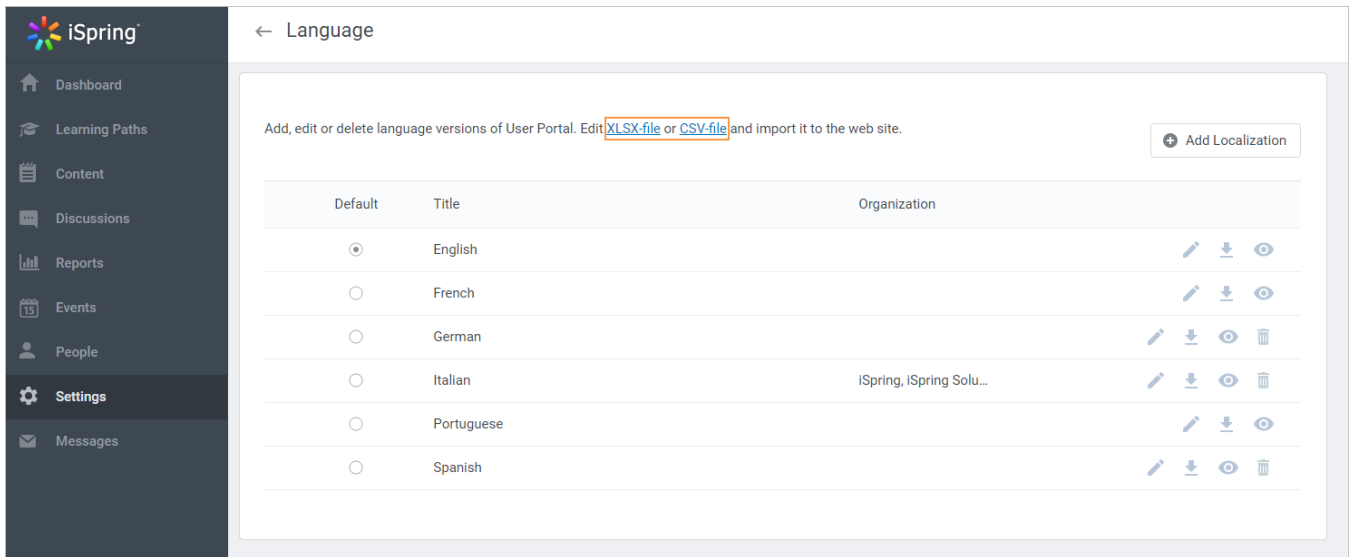 iSpring
← Language
Dashboard
Learning Paths
Content
Discussions
Reports
15
Events
People
Settings
Messages
Add, edit or delete language versions of User Portal. Edit XLSX-file or CSV-file and import it to the web site.
Add Localization
Default Title Organization
English
French
German
Italian iSpring, iSpring Solu...
Portuguese
Spanish